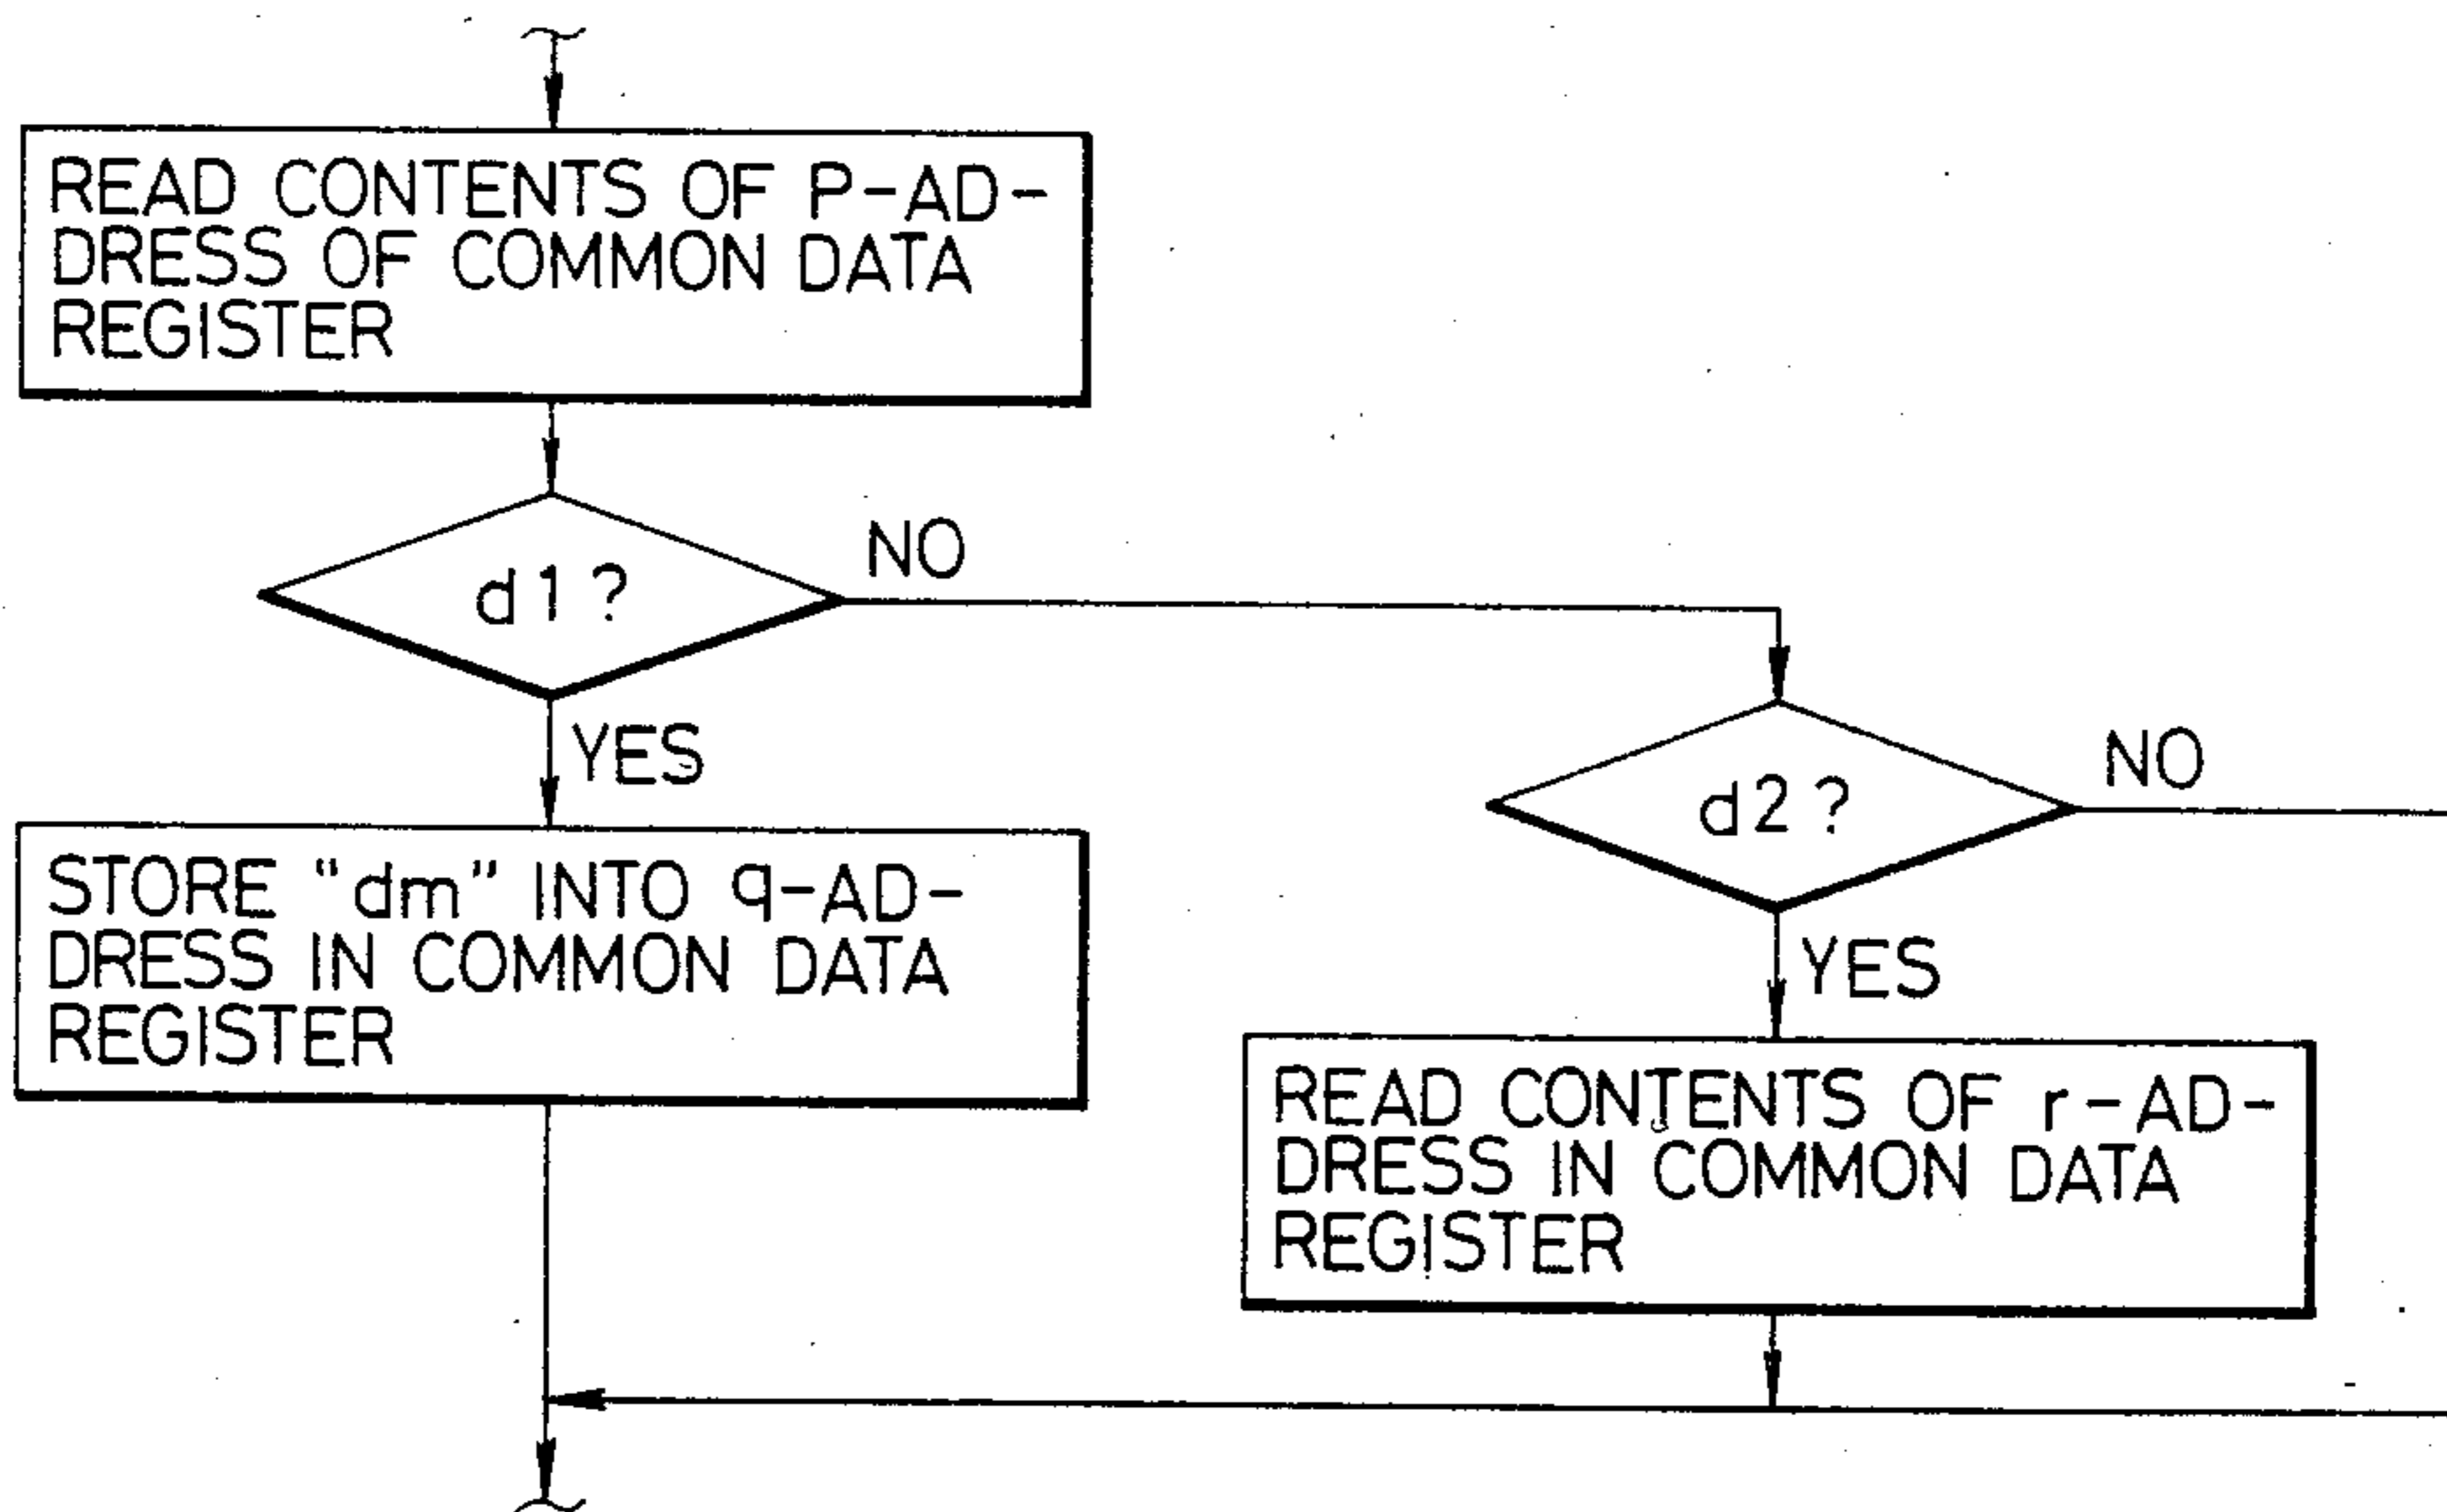 READ CONTENTS OF P-AD-
DRESS OF COMMON DATA
REGISTER
d1?
NO
YES
STORE "dm" INTO q-AD-
DRESS IN COMMON DATA
REGISTER
d2?
NO
YES
READ CONTENTS OF r-AD-
DRESS IN COMMON DATA
REGISTER